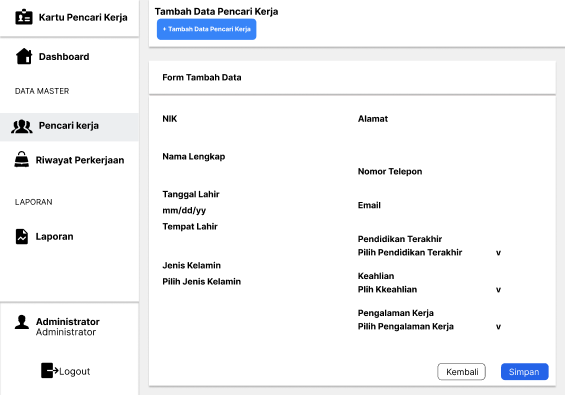 Kartu Pencari Kerja
Dashboard
DATA MASTER
Pencari kerja
Riwayat Perkerjaan
LAPORAN
Laporan
Administrator
Administrator
Logout
Tambah Data Pencari Kerja
+ Tambah Data Pencari Kerja
Form Tambah Data
NIK
Nama Lengkap
Tanggal Lahir
mm/dd/yy
Tempat Lahir
Jenis Kelamin
Pilih Jenis Kelamin
Alamat
Nomor Telepon
Email
Pendidikan Terakhir
Pilih Pendidikan Terakhir v
Keahlian
Plih Kkeahlian v
Pengalaman Kerja
Pilih Pengalaman Kerja v
Kembali
Simpan